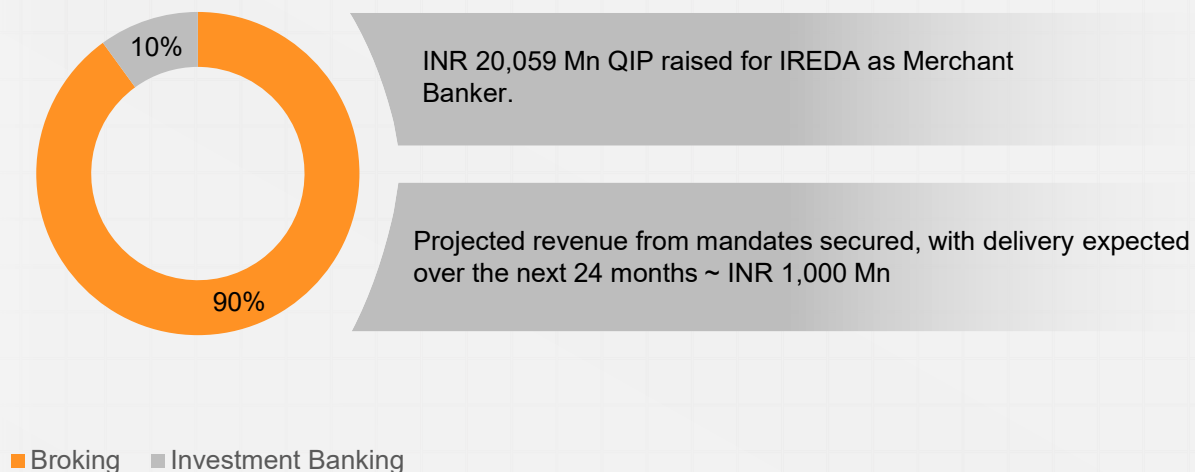 10%
90%
INR 20,059 Mn QIP raised for IREDA as Merchant
Banker.
Projected revenue from mandates secured, with delivery expected
over the next 24 months ~ INR 1,000 Mn
Broking
Investment Banking